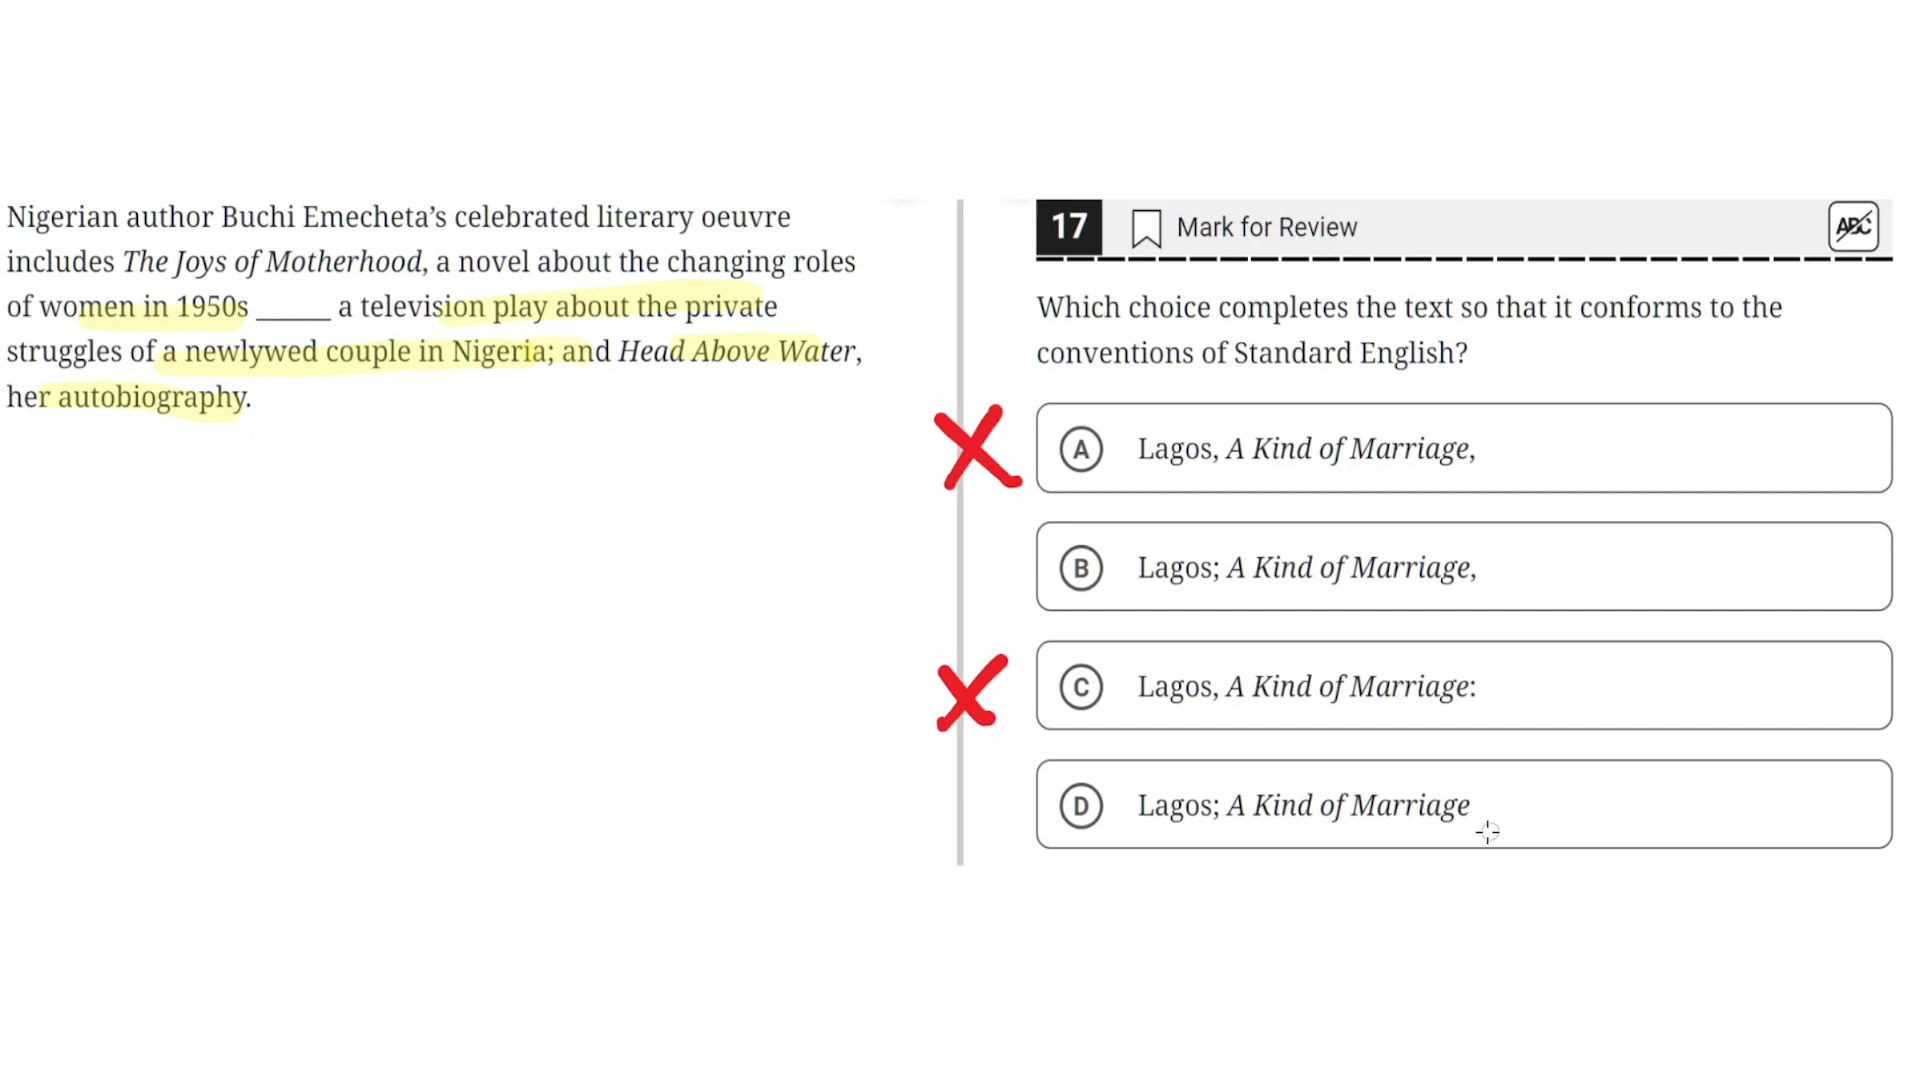 Nigerian author Buchi Emecheta’s celebrated literary oeuvre
includes The Joys of Motherhood, a novel about the changing roles
of women in 1950s ______ a television play about the private
struggles of a newlywed couple in Nigeria; and Head Above Water,
her autobiography.
17 Mark for Review ABC
Which choice completes the text so that it conforms to the
conventions of Standard English?
A Lagos, A Kind of Marriage,
B Lagos; A Kind of Marriage,
C Lagos, A Kind of Marriage:
D Lagos; A Kind of Marriage